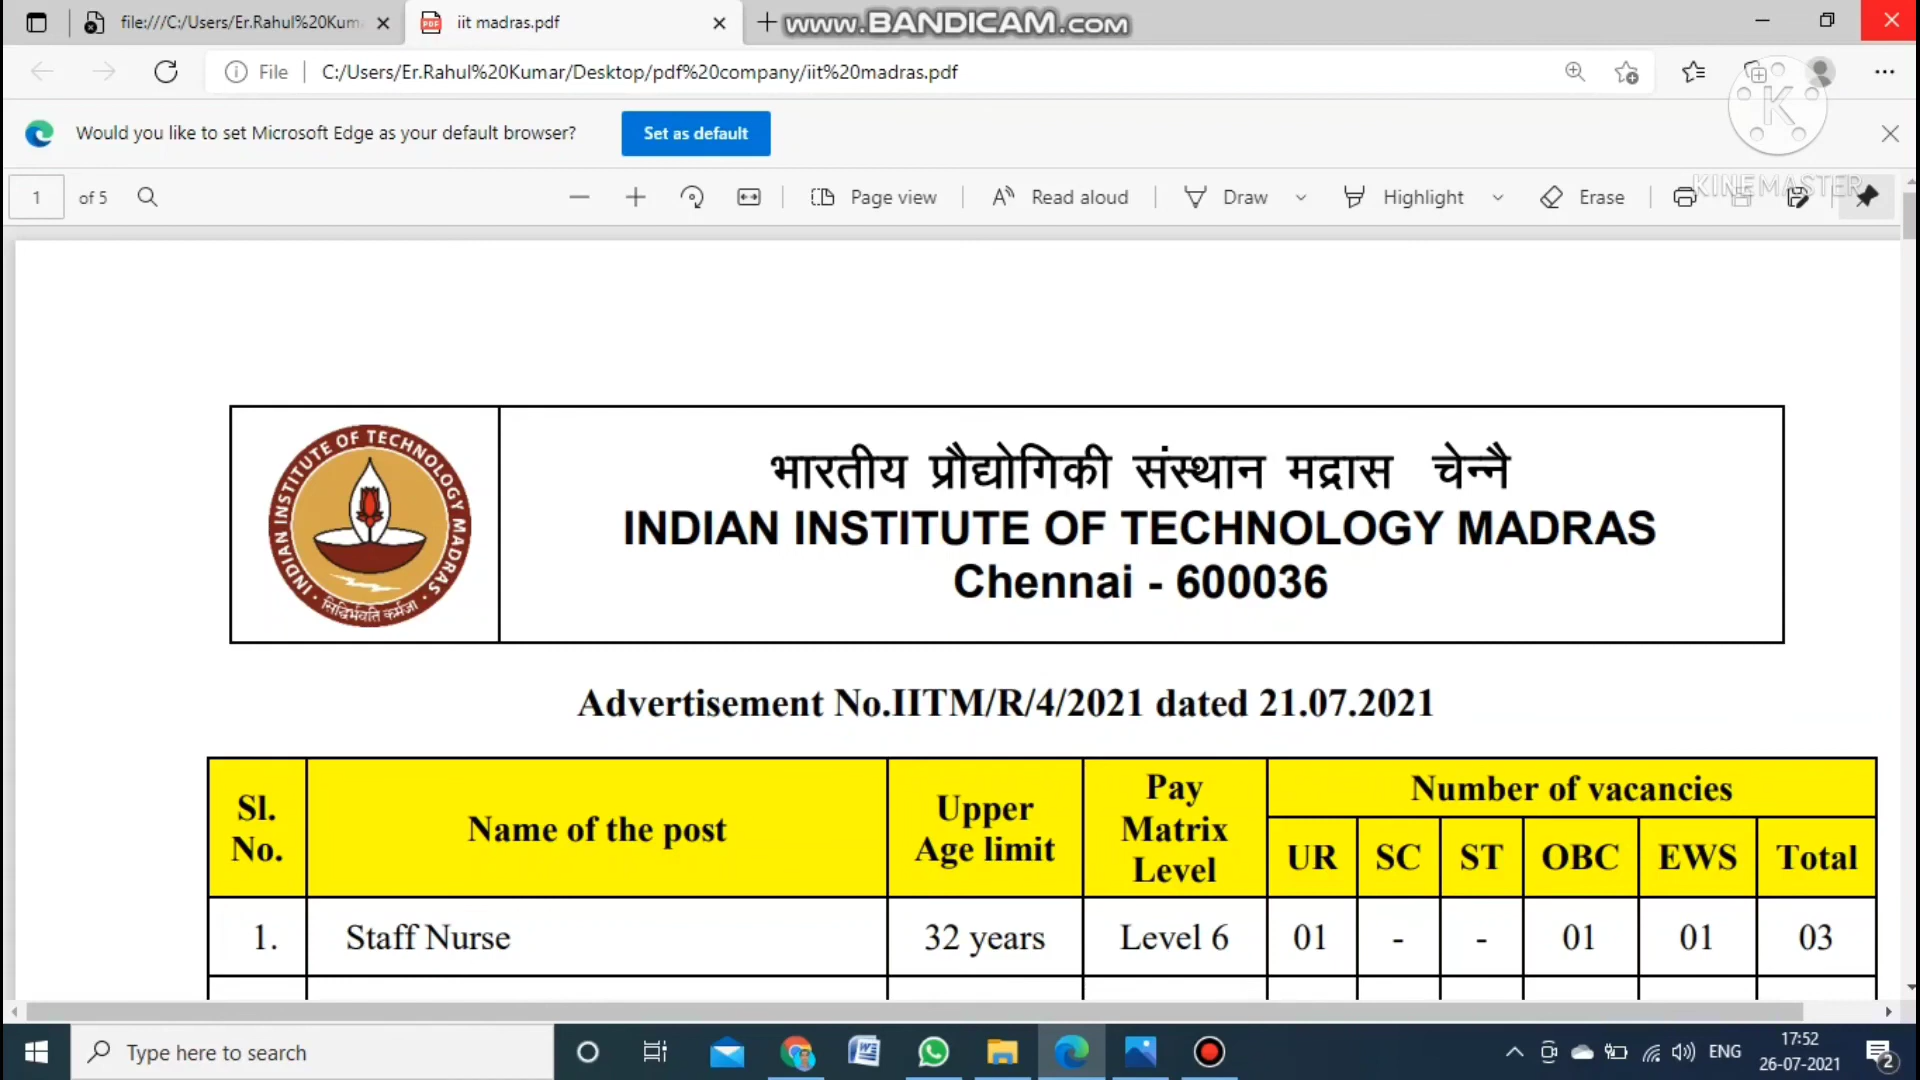 file:///C:/Users/Er.Rahul%20Kum
iit madras.pdf
www.BANDICAM.com
File
C:/Users/Er.Rahul%20Kumar/Desktop/pdf%20company/iit%20madras.pdf
K
Would you like to set Microsoft Edge as your default browser?
Set as default
1 of 5
Page view
Read aloud
Draw
Highlight
Erase
KINEMASTER
INDIAN INSTITUTE OF TECHNOLOGY MADRAS
सिद्धिर्भवति कर्मजा
भारतीय प्रौद्योगिकी संस्थान मद्रास चेन्नै
INDIAN INSTITUTE OF TECHNOLOGY MADRAS
Chennai - 600036
Advertisement No.IITM/R/4/2021 dated 21.07.2021
Sl. No.
Name of the post
Upper Age limit
Pay Matrix Level
Number of vacancies
UR SC ST OBC EWS Total
1. Staff Nurse 32 years Level 6 01 - - 01 01 03
Type here to search
ENG
17:52
26-07-2021
2